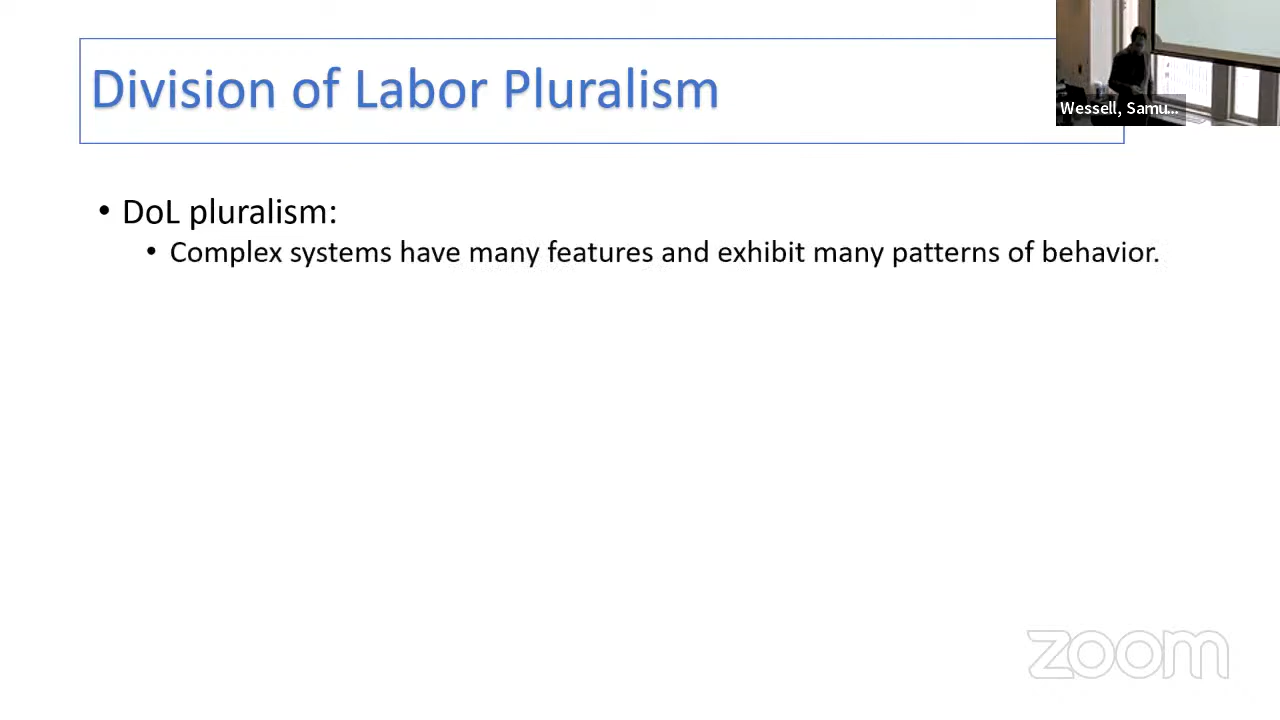 Division of Labor Pluralism
Wessell, Samu...
• DoL pluralism:
• Complex systems have many features and exhibit many patterns of behavior.
zoom